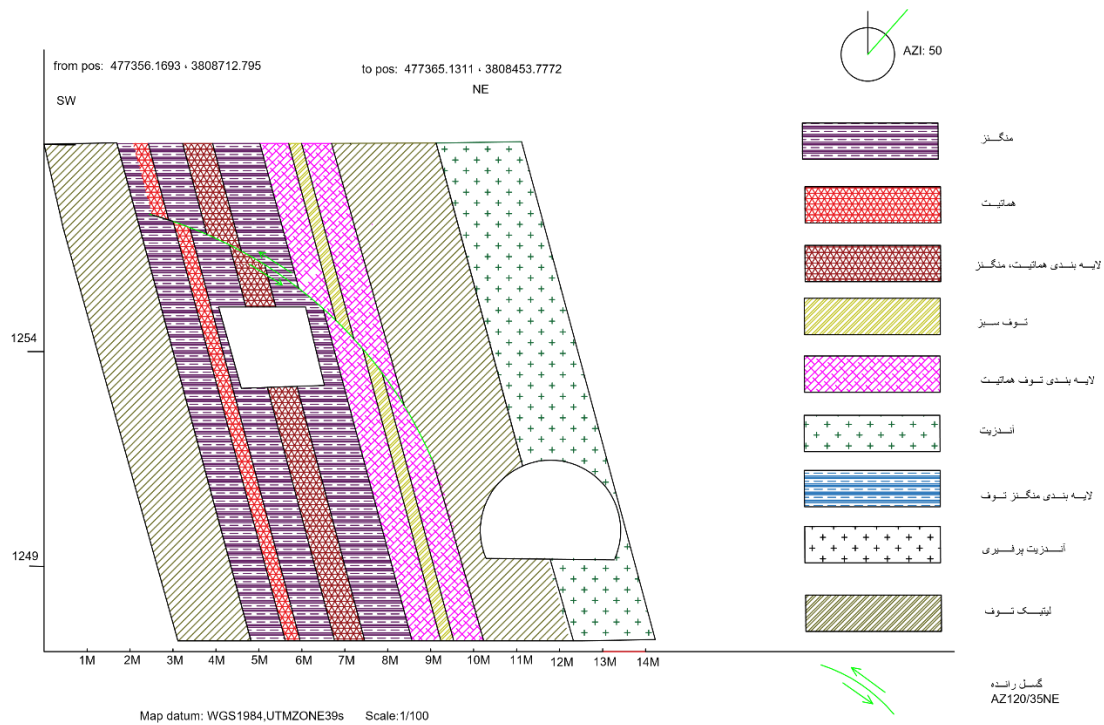 from pos: 477356.1693 ، 3808712.795
to pos: 477365.1311 ، 3808453.7772
AZI: 50
SW
NE
منگنز
هماتیت
لایه بندی هماتیت، منگنز
توف سبز
لایه بندی توف هماتیت
آندزیت
لایه بندی منگنز توف
آندزیت پرفیری
لیتیک توف
گسل رانده
AZ120/35NE
1254
1249
1M 2M 3M 4M 5M 6M 7M 8M 9M 10M 11M 12M 13M 14M
Map datum: WGS1984,UTMZONE39s Scale:1/100